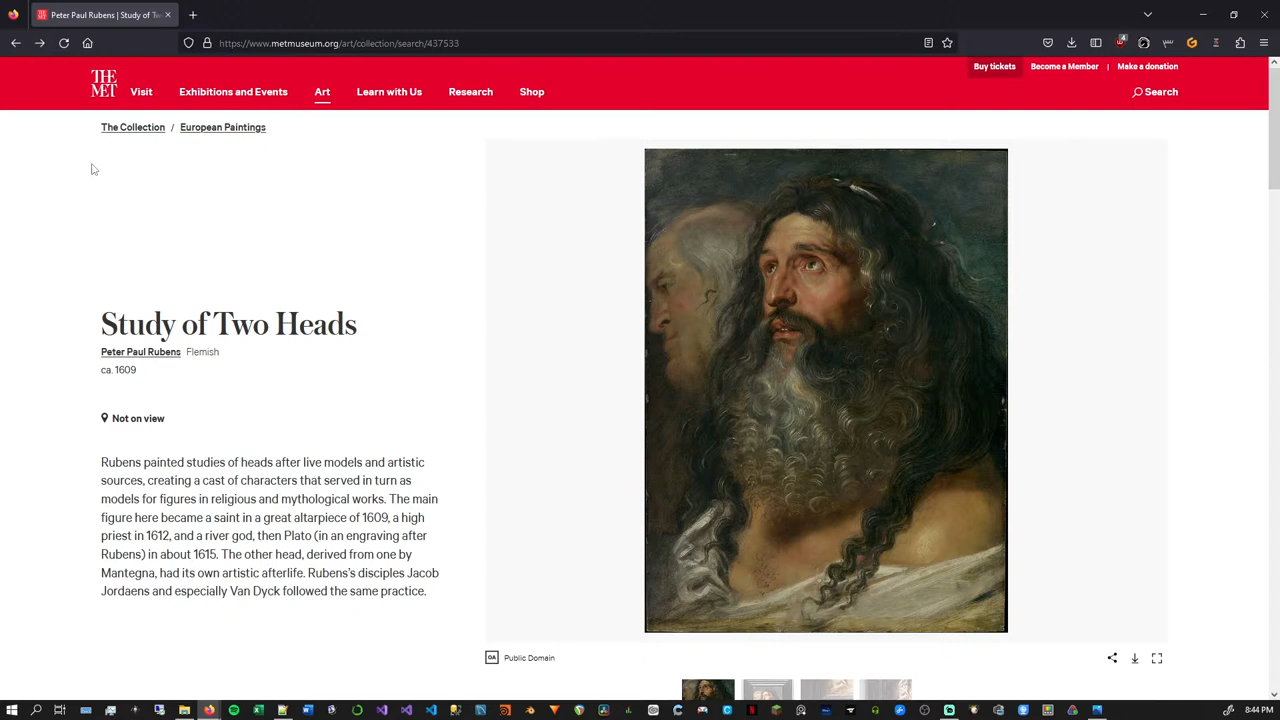 Peter Paul Rubens | Study of Tw
https://www.metmuseum.org/art/collection/search/437533
4
Buy tickets Become a Member | Make a donation
THE MET
Visit Exhibitions and Events Art Learn with Us Research Shop Search
The Collection / European Paintings
Study of Two Heads
Peter Paul Rubens Flemish
ca. 1609
Not on view
Rubens painted studies of heads after live models and artistic
sources, creating a cast of characters that served in turn as
models for figures in religious and mythological works. The main
figure here became a saint in a great altarpiece of 1609, a high
priest in 1612, and a river god, then Plato (in an engraving after
Rubens) in about 1615. The other head, derived from one by
Mantegna, had its own artistic afterlife. Rubens's disciples Jacob
Jordaens and especially Van Dyck followed the same practice.
OA Public Domain
8:44 PM